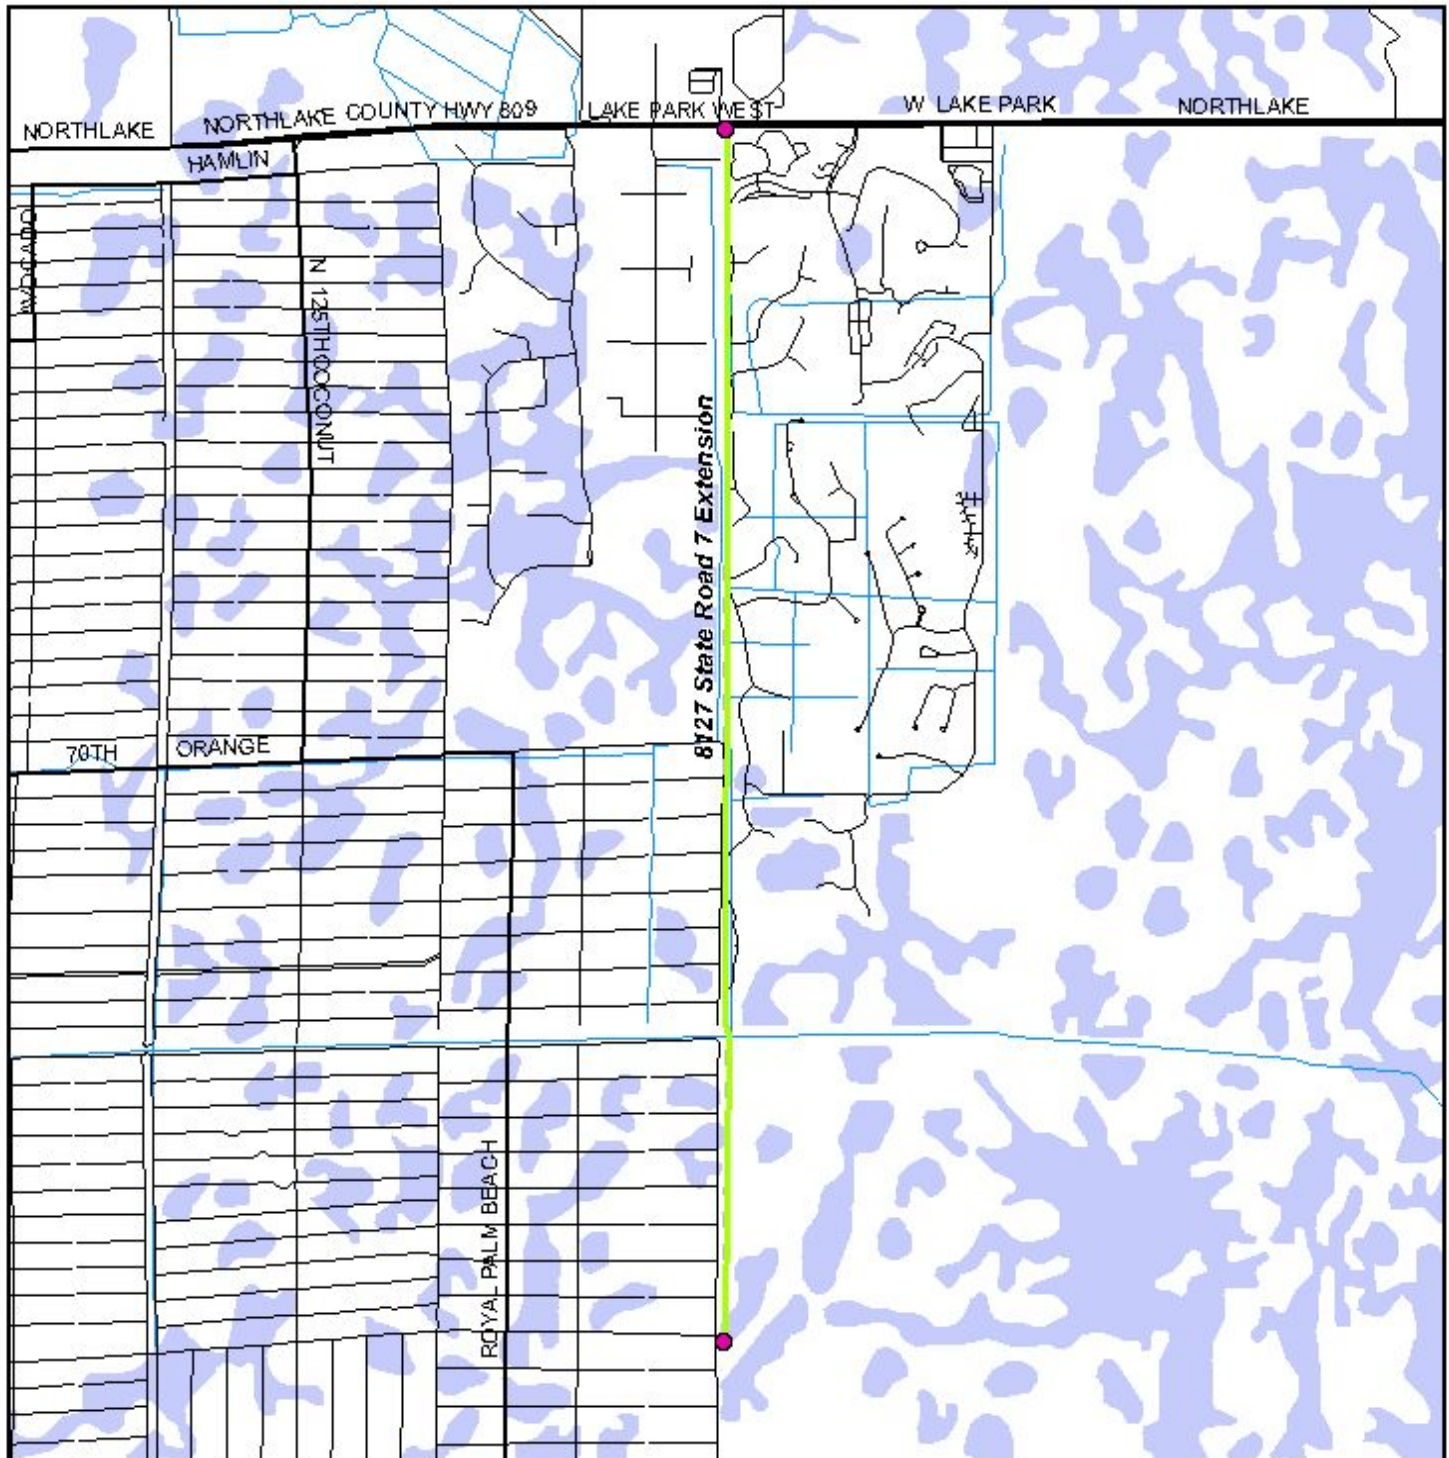 NORTHLAKE
NORTHLAKE
COUNTY HWY 809
LAKE PARK WEST
W LAKE PARK
NORTHLAKE
HAMLIN
AVOCADO
N 125TH COCONUT
8127 State Road 7 Extension
70TH
ORANGE
ROYAL PALM BEACH